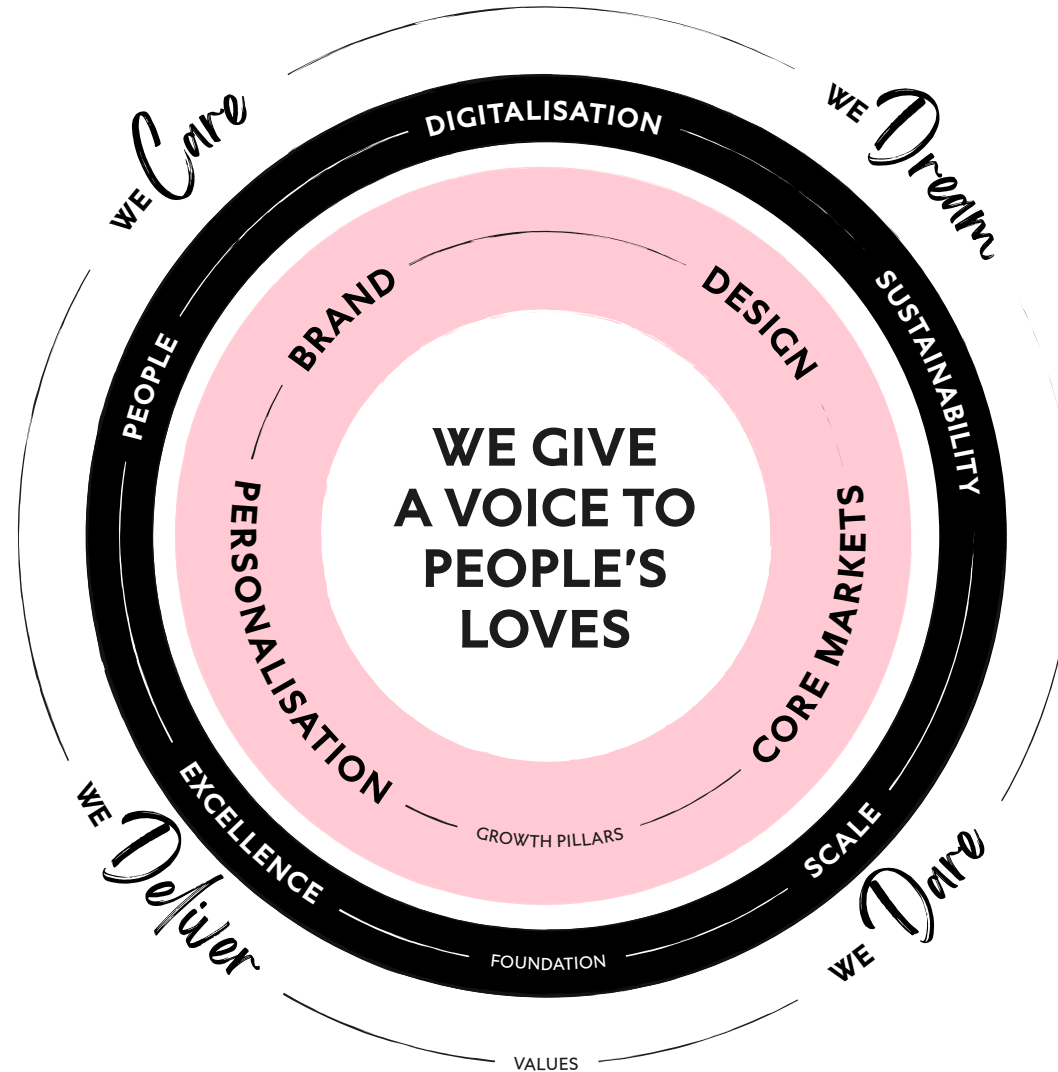 WE Care
WE Dream
DIGITALISATION
PEOPLE
SUSTAINABILITY
BRAND
DESIGN
WE GIVE
A VOICE TO
PEOPLE’S
LOVES
PERSONALISATION
CORE MARKETS
GROWTH PILLARS
EXCELLENCE
SCALE
FOUNDATION
WE Deliver
WE Dare
VALUES